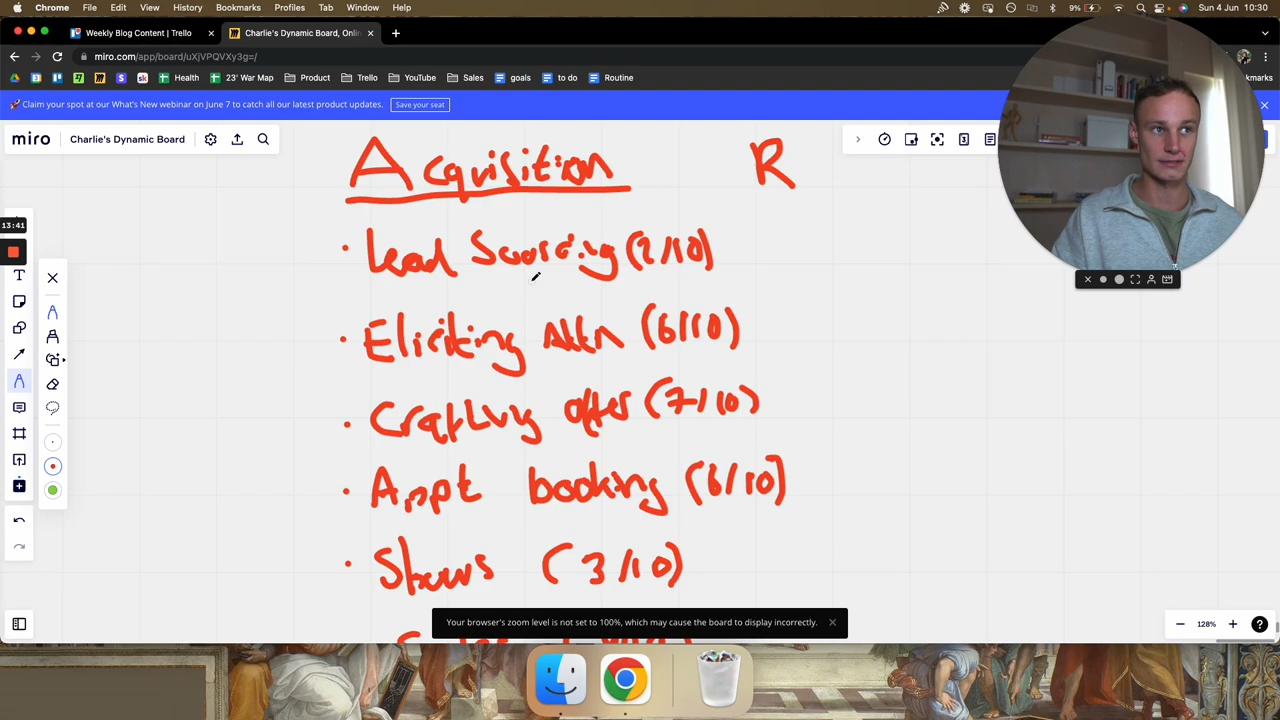 Chrome File Edit View History Bookmarks Profiles Tab Window Help 9% Sun 4 Jun 10:30
Weekly Blog Content | Trello Charlie's Dynamic Board, Onlin
miro.com/app/board/uXjVPQVXy3g=/
Health 23' War Map Product Trello YouTube Sales goals to do Routine
🚀 Claim your spot at our What's New webinar on June 7 to catch all our latest product updates. Save your seat
miro Charlie's Dynamic Board
Acquisition R
13:41
• Lead Sourcing (2/10)
• Eliciting Attn (6/10)
• Crafting offer (7/10)
• Appt booking (6/10)
• Shows (3/10)
Your browser's zoom level is not set to 100%, which may cause the board to display incorrectly.
128%